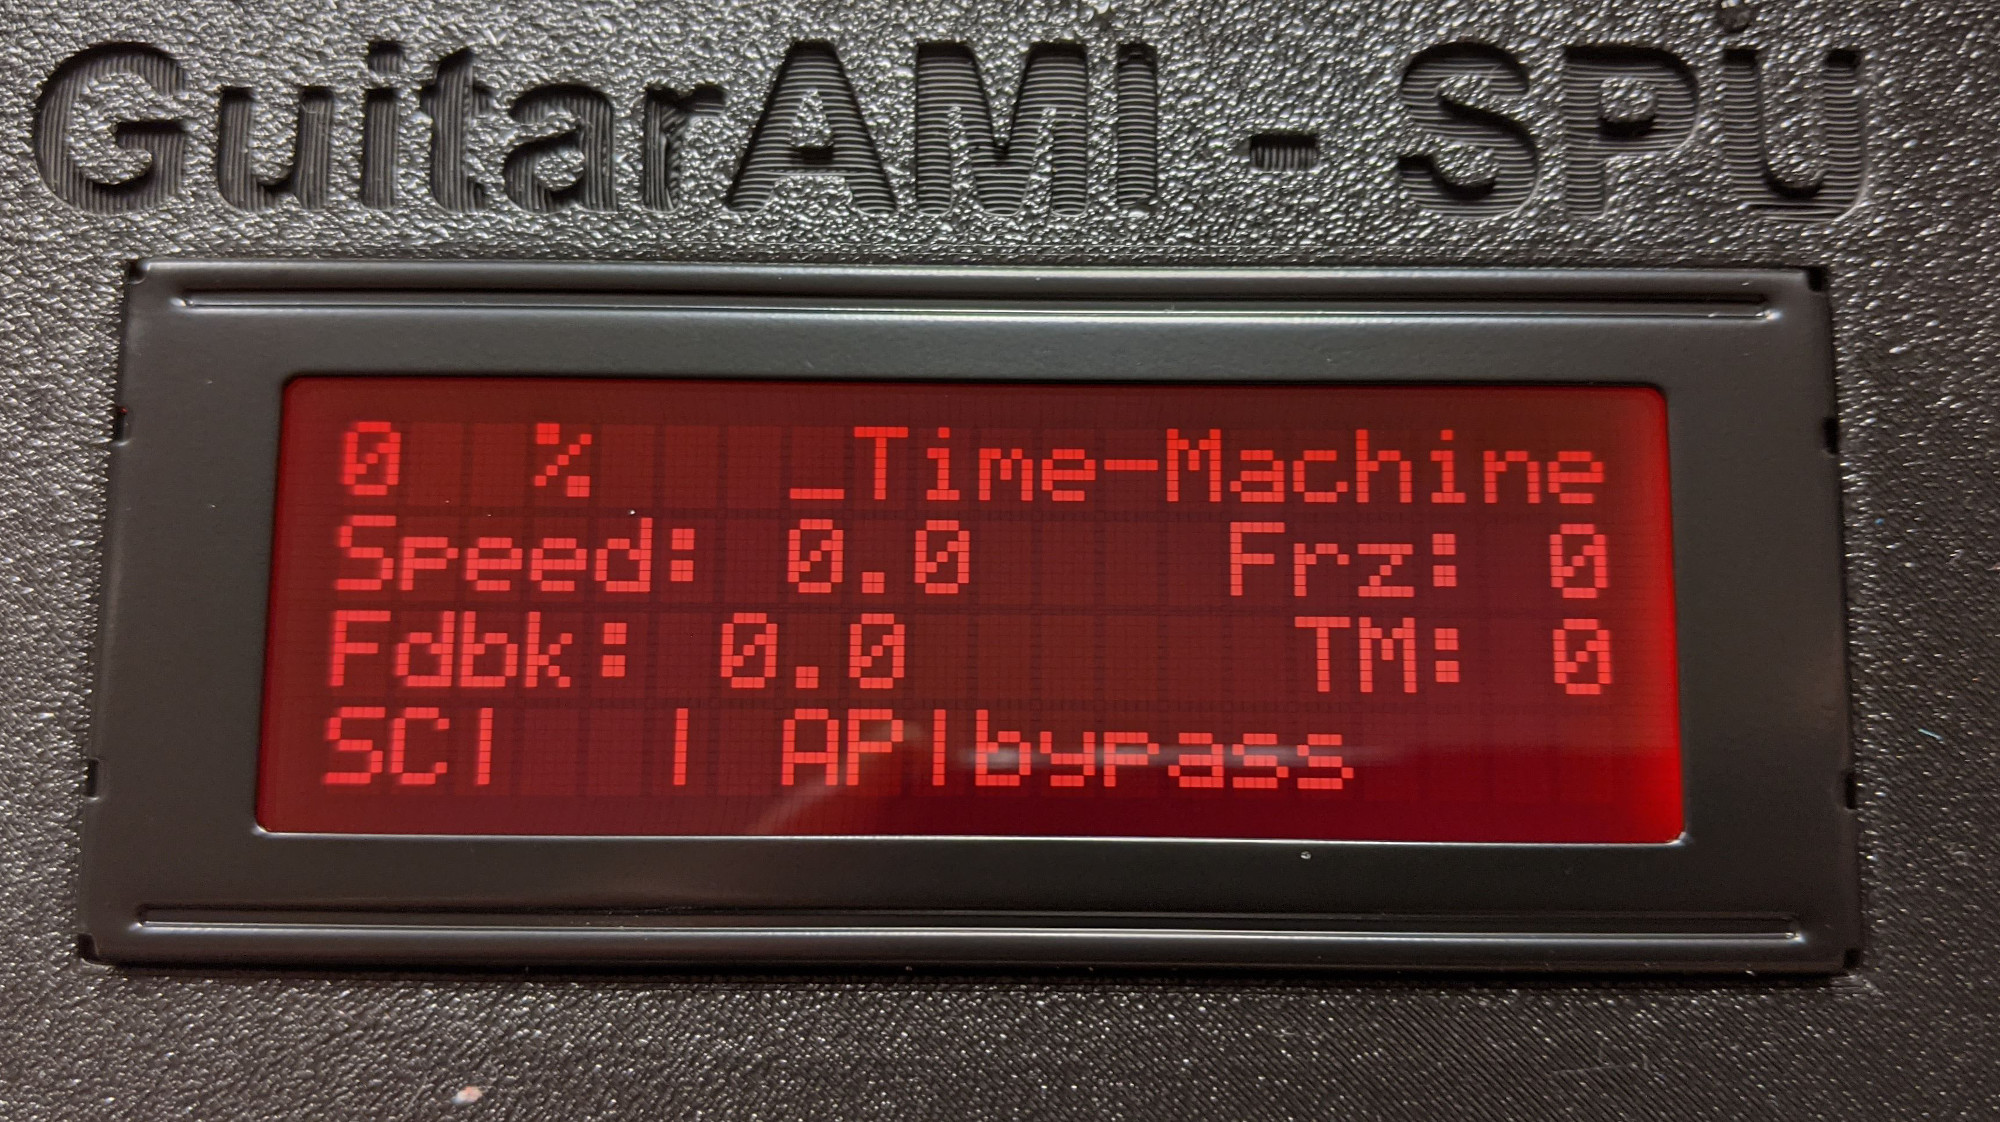 GuitarAMI - SPU
0  %   _Time-Machine
Speed: 0.0    Frz: 0
Fdbk: 0.0      TM: 0
SC|  | AP|bypass